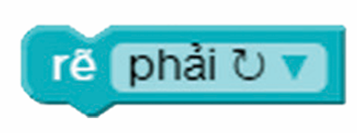 rẽ phải ↻ ▼